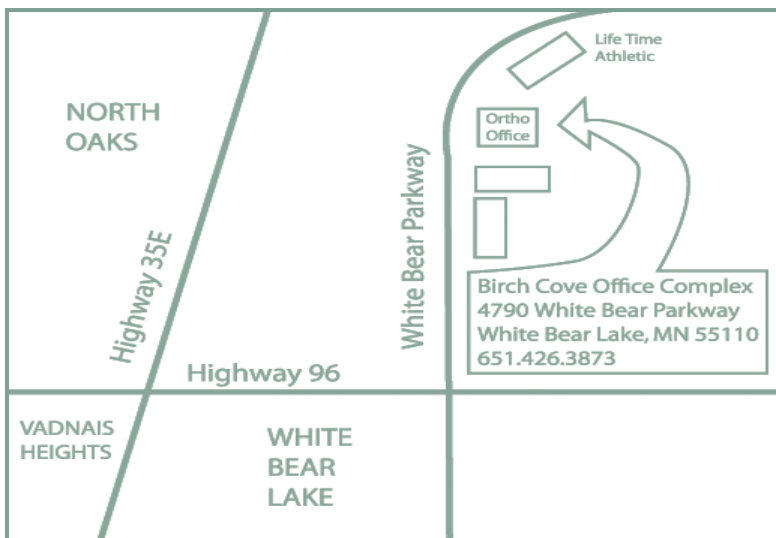 Life Time
Athletic
NORTH
OAKS
Ortho
Office
White Bear Parkway
Highway 35E
Birch Cove Office Complex
4790 White Bear Parkway
White Bear Lake, MN 55110
651.426.3873
Highway 96
VADNAIS
HEIGHTS
WHITE
BEAR
LAKE